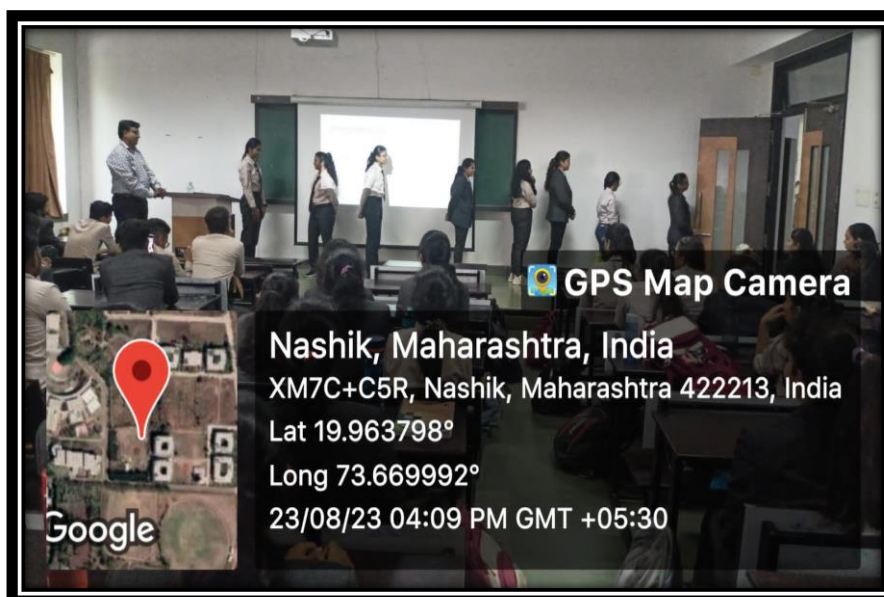 GPS Map Camera
Nashik, Maharashtra, India
XM7C+C5R, Nashik, Maharashtra 422213, India
Lat 19.963798°
Long 73.669992°
23/08/23 04:09 PM GMT +05:30
Google